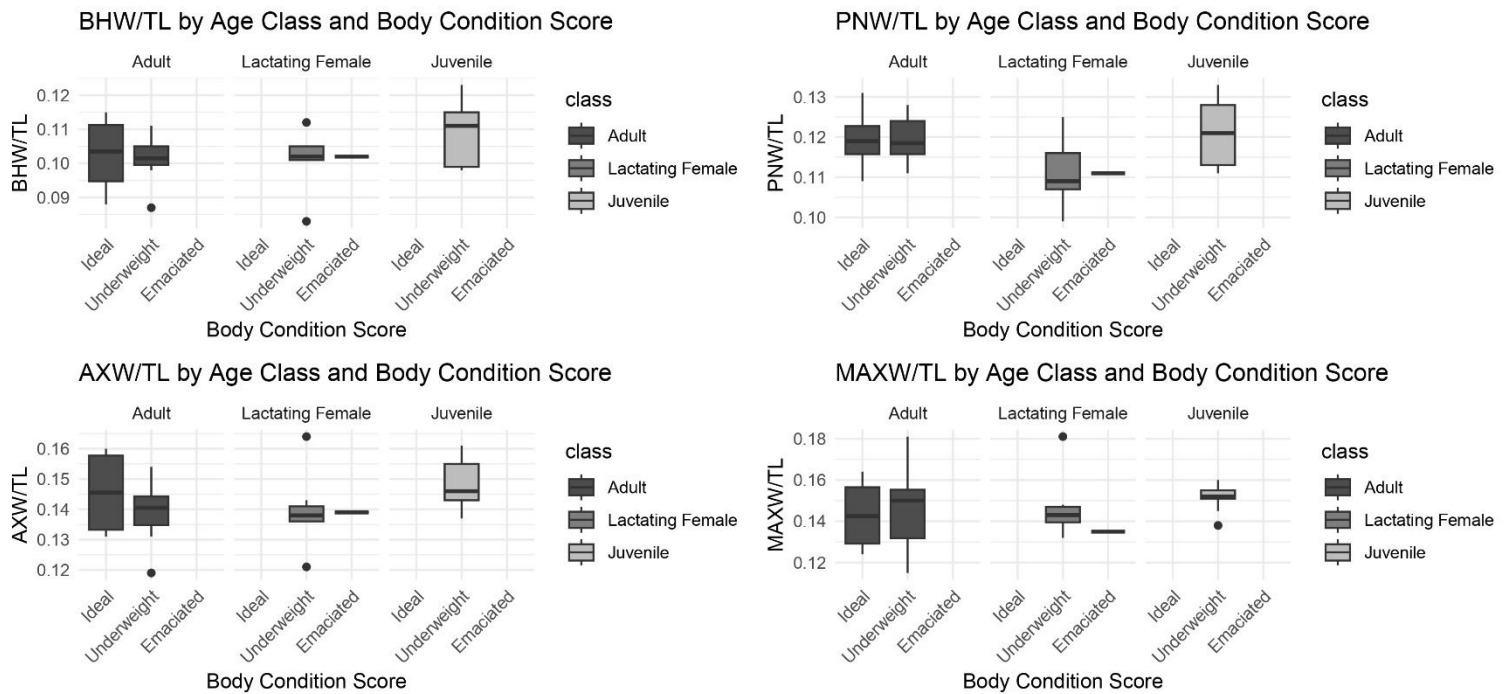 BHW/TL by Age Class and Body Condition Score
Adult
Lactating Female
Juvenile
BHW/TL
0.12
0.11
0.10
0.09
Ideal
Underweight
Emaciated
Ideal
Underweight
Emaciated
Ideal
Underweight
Emaciated
Body Condition Score
class
Adult
Lactating Female
Juvenile
PNW/TL by Age Class and Body Condition Score
Adult
Lactating Female
Juvenile
PNW/TL
0.13
0.12
0.11
0.10
Ideal
Underweight
Emaciated
Ideal
Underweight
Emaciated
Ideal
Underweight
Emaciated
Body Condition Score
class
Adult
Lactating Female
Juvenile
AXW/TL by Age Class and Body Condition Score
Adult
Lactating Female
Juvenile
AXW/TL
0.16
0.15
0.14
0.13
0.12
Ideal
Underweight
Emaciated
Ideal
Underweight
Emaciated
Ideal
Underweight
Emaciated
Body Condition Score
class
Adult
Lactating Female
Juvenile
MAXW/TL by Age Class and Body Condition Score
Adult
Lactating Female
Juvenile
MAXW/TL
0.18
0.16
0.14
0.12
Ideal
Underweight
Emaciated
Ideal
Underweight
Emaciated
Ideal
Underweight
Emaciated
Body Condition Score
class
Adult
Lactating Female
Juvenile